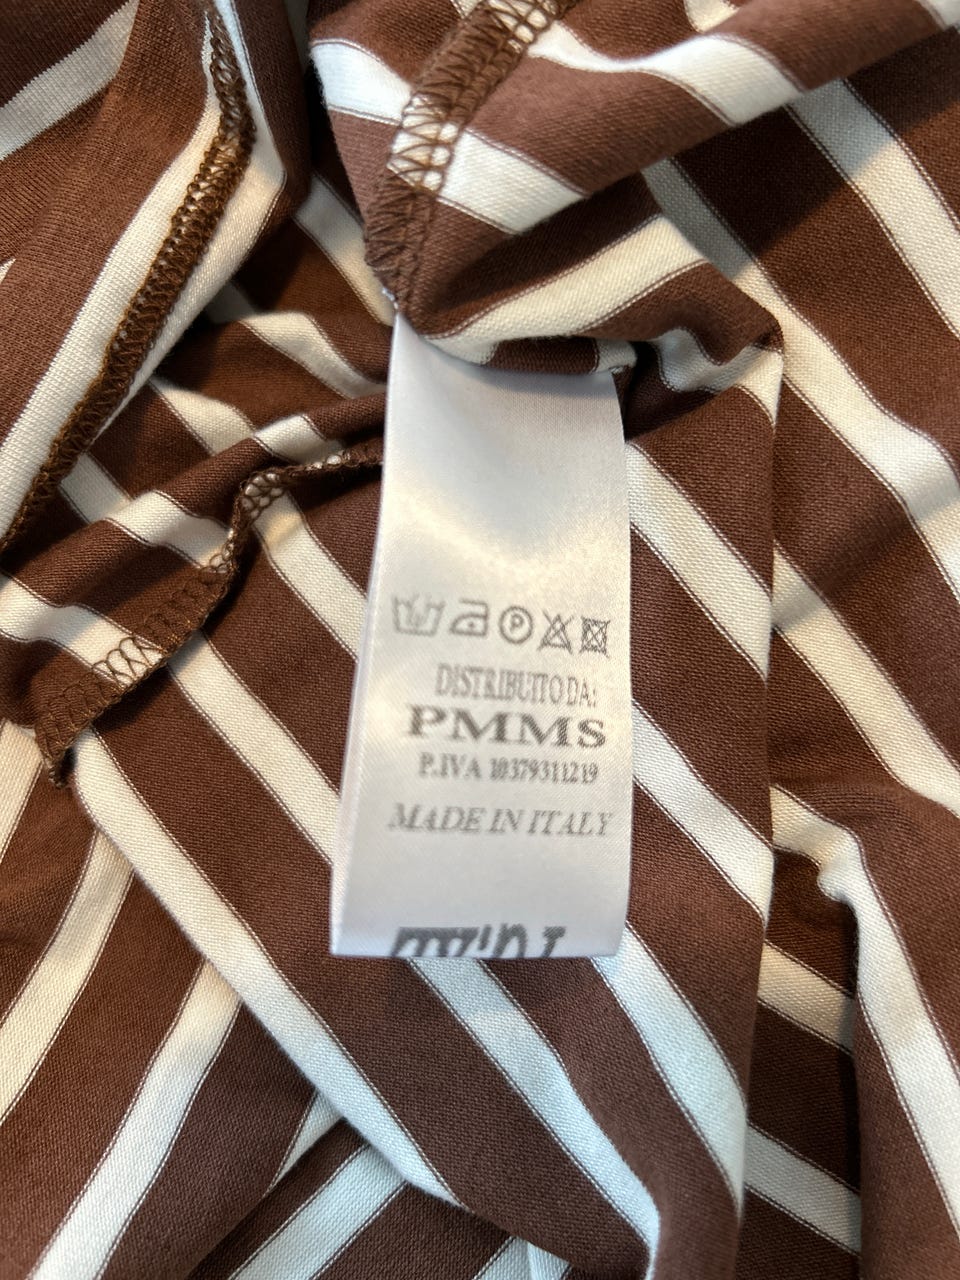 P
DISTRIBUITO DA:
PMMS
P.IVA 10379311219
MADE IN ITALY